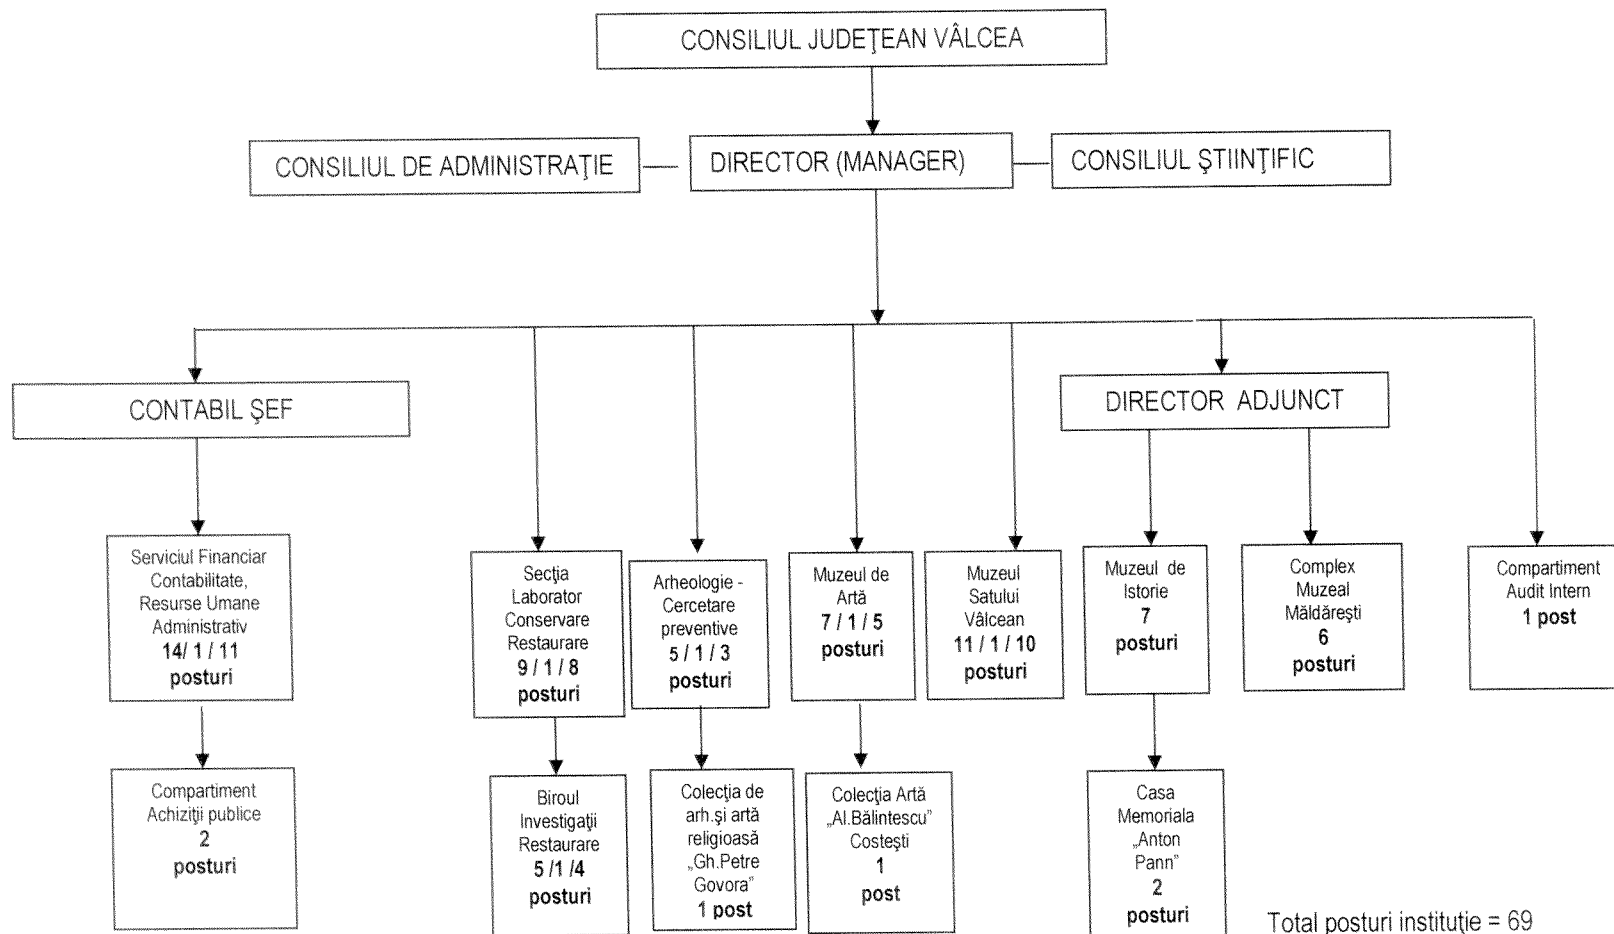 CONSILIUL JUDEŢEAN VÂLCEA
CONSILIUL DE ADMINISTRAŢIE
DIRECTOR (MANAGER)
CONSILIUL ŞTIINŢIFIC
CONTABIL ŞEF
DIRECTOR ADJUNCT
Serviciul Financiar
Contabilitate,
Resurse Umane
Administrativ
14/ 1 / 11
posturi
Secţia
Laborator
Conservare
Restaurare
9 / 1 / 8
posturi
Arheologie -
Cercetare
preventive
5 / 1 / 3
posturi
Muzeul de
Artă
7 / 1 / 5
posturi
Muzeul
Satului
Vâlcean
11 / 1 / 10
posturi
Muzeul de
Istorie
7
posturi
Complex
Muzeal
Măldăreşti
6
posturi
Compartiment
Audit Intern
1 post
Compartiment
Achiziţii publice
2
posturi
Biroul
Investigaţii
Restaurare
5 /1 /4
posturi
Colecţia de
arh.şi artă
religioasă
„Gh.Petre
Govora"
1 post
Colecţia Artă
„Al.Bălintescu"
Costeşti
1
post
Casa
Memoriala
„Anton
Pann"
2
posturi
Total posturi instituţie = 69